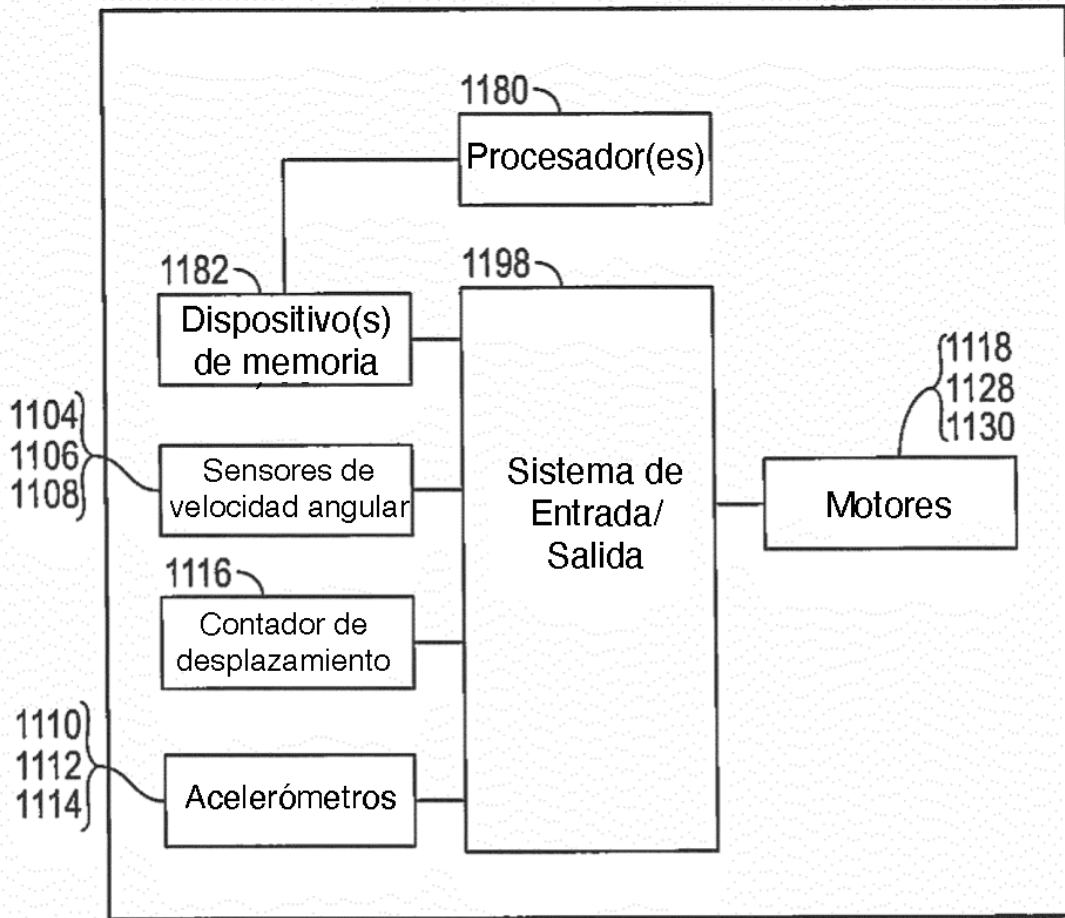 1180
Procesador(es)
1182
Dispositivo(s)
de memoria
1198
Sistema de
Entrada/
Salida
1118
1128
1130
Motores
1104
1106
1108
Sensores de
velocidad angular
1116
Contador de
desplazamiento
1110
1112
1114
Acelerómetros